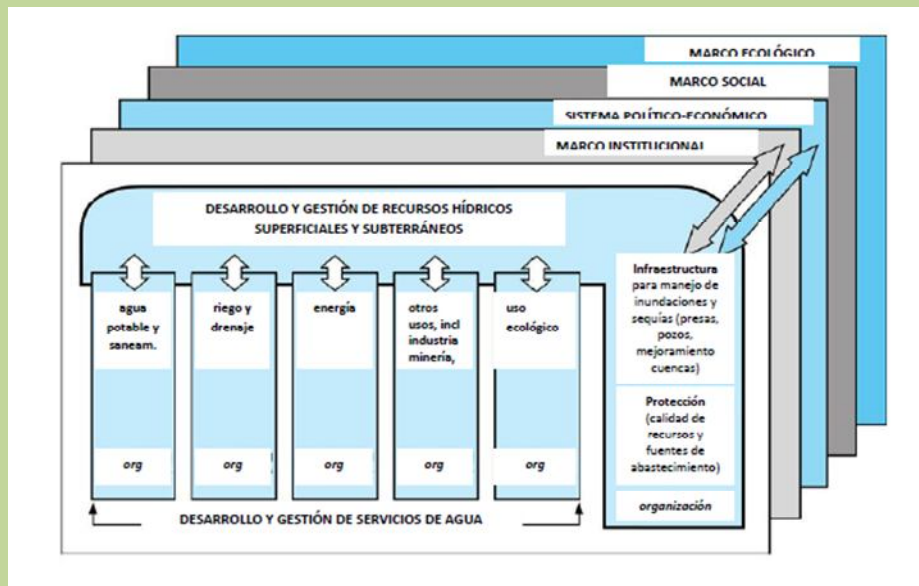 MARCO ECOLÓGICO
MARCO SOCIAL
SISTEMA POLÍTICO-ECONÓMICO
MARCO INSTITUCIONAL
DESARROLLO Y GESTIÓN DE RECURSOS HÍDRICOS
SUPERFICIALES Y SUBTERRÁNEOS
agua
potable y
saneam.
riego y
drenaje
energía
otros
usos, incl
industria
minería,
uso
ecológico
Infraestructura
para manejo de
inundaciones y
sequías (presas,
pozos,
mejoramiento
cuencas)
Protección
(calidad de
recursos y
fuentes de
abastecimiento)
organización
org
org
org
org
org
DESARROLLO Y GESTIÓN DE SERVICIOS DE AGUA